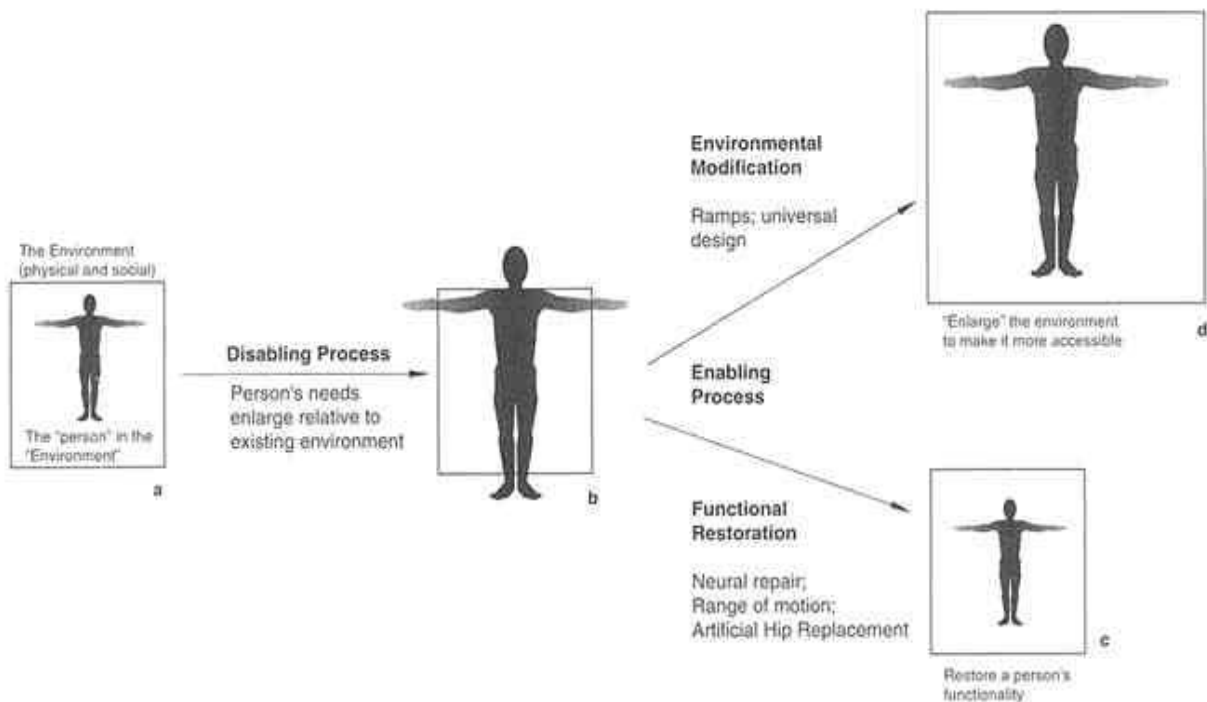 The Environment
(physical and social)
The "person" in the
"Environment"
a
Disabling Process
Person's needs
enlarge relative to
existing environment
b
Environmental
Modification
Ramps; universal
design
"Enlarge" the environment
to make it more accessible
d
Enabling
Process
Functional
Restoration
Neural repair;
Range of motion;
Artificial Hip Replacement
c
Restore a person's
functionality